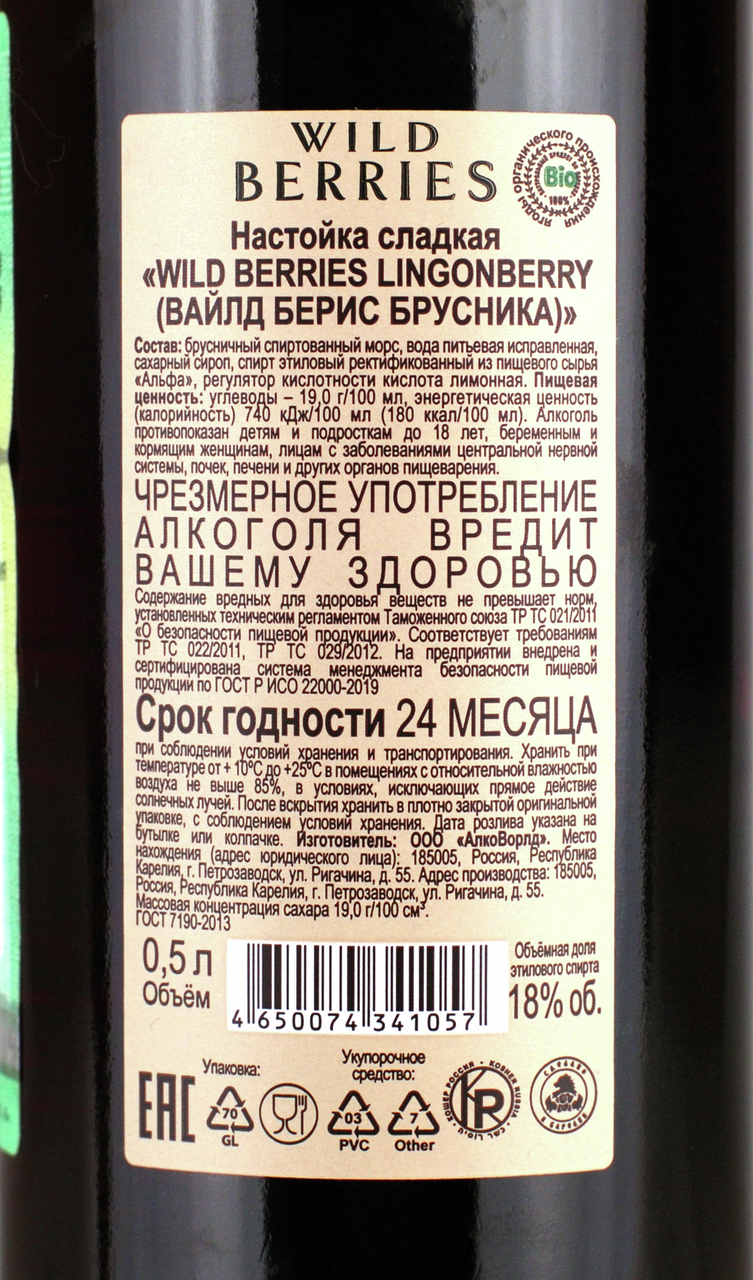 WILD
BERRIES
ягоды органического происхождения
Bio
100%
Настойка сладкая
«WILD BERRIES LINGONBERRY
(ВАЙЛД БЕРИС БРУСНИКА)»
Состав: брусничный спиртованный морс, вода питьевая исправленная,
сахарный сироп, спирт этиловый ректификованный из пищевого сырья
«Альфа», регулятор кислотности кислота лимонная. Пищевая
ценность: углеводы – 19,0 г/100 мл, энергетическая ценность
(калорийность) 740 кДж/100 мл (180 ккал/100 мл). Алкоголь
противопоказан детям и подросткам до 18 лет, беременным и
кормящим женщинам, лицам с заболеваниями центральной нервной
системы, почек, печени и других органов пищеварения.
ЧРЕЗМЕРНОЕ УПОТРЕБЛЕНИЕ
АЛКОГОЛЯ ВРЕДИТ
ВАШЕМУ ЗДОРОВЬЮ
Содержание вредных для здоровья веществ не превышает норм,
установленных техническим регламентом Таможенного союза ТР ТС 021/2011
«О безопасности пищевой продукции». Соответствует требованиям
ТР ТС 022/2011, ТР ТС 029/2012. На предприятии внедрена и
сертифицирована система менеджмента безопасности пищевой
продукции по ГОСТ Р ИСО 22000-2019
Срок годности 24 МЕСЯЦА
при соблюдении условий хранения и транспортирования. Хранить при
температуре от + 10°С до +25°С в помещениях с относительной влажностью
воздуха не выше 85%, в условиях, исключающих прямое действие
солнечных лучей. После вскрытия хранить в плотно закрытой оригинальной
упаковке, с соблюдением условий хранения. Дата розлива указана на
бутылке или колпачке. Изготовитель: ООО «АлкоВорлд». Место
нахождения (адрес юридического лица): 185005, Россия, Республика
Карелия, г. Петрозаводск, ул. Ригачина, д. 55. Адрес производства: 185005,
Россия, Республика Карелия, г. Петрозаводск, ул. Ригачина, д. 55.
Массовая концентрация сахара 19,0 г/100 см³.
ГОСТ 7190-2013
0,5 л
Объём
4 650074 341057
Объёмная доля
этилового спирта
18% об.
EAC
Упаковка:
70
GL
Укупорочное
средство:
03
PVC
7
Other
КОШЕР РОССИЯ • KOSHER RUSSIA
KR
СДЕЛАНО
В КАРЕЛИИ